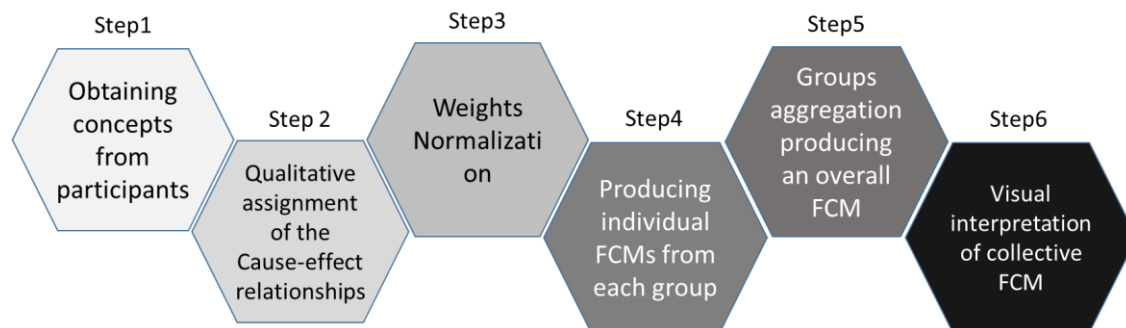 Step1
Obtaining
concepts
from
participants
Step 2
Qualitative
assignment
of the
Cause-effect
relationships
Step3
Weights
Normalizati
on
Step4
Producing
individual
FCMs from
each group
Step5
Groups
aggregation
producing
an overall
FCM
Step6
Visual
interpretation
of collective
FCM